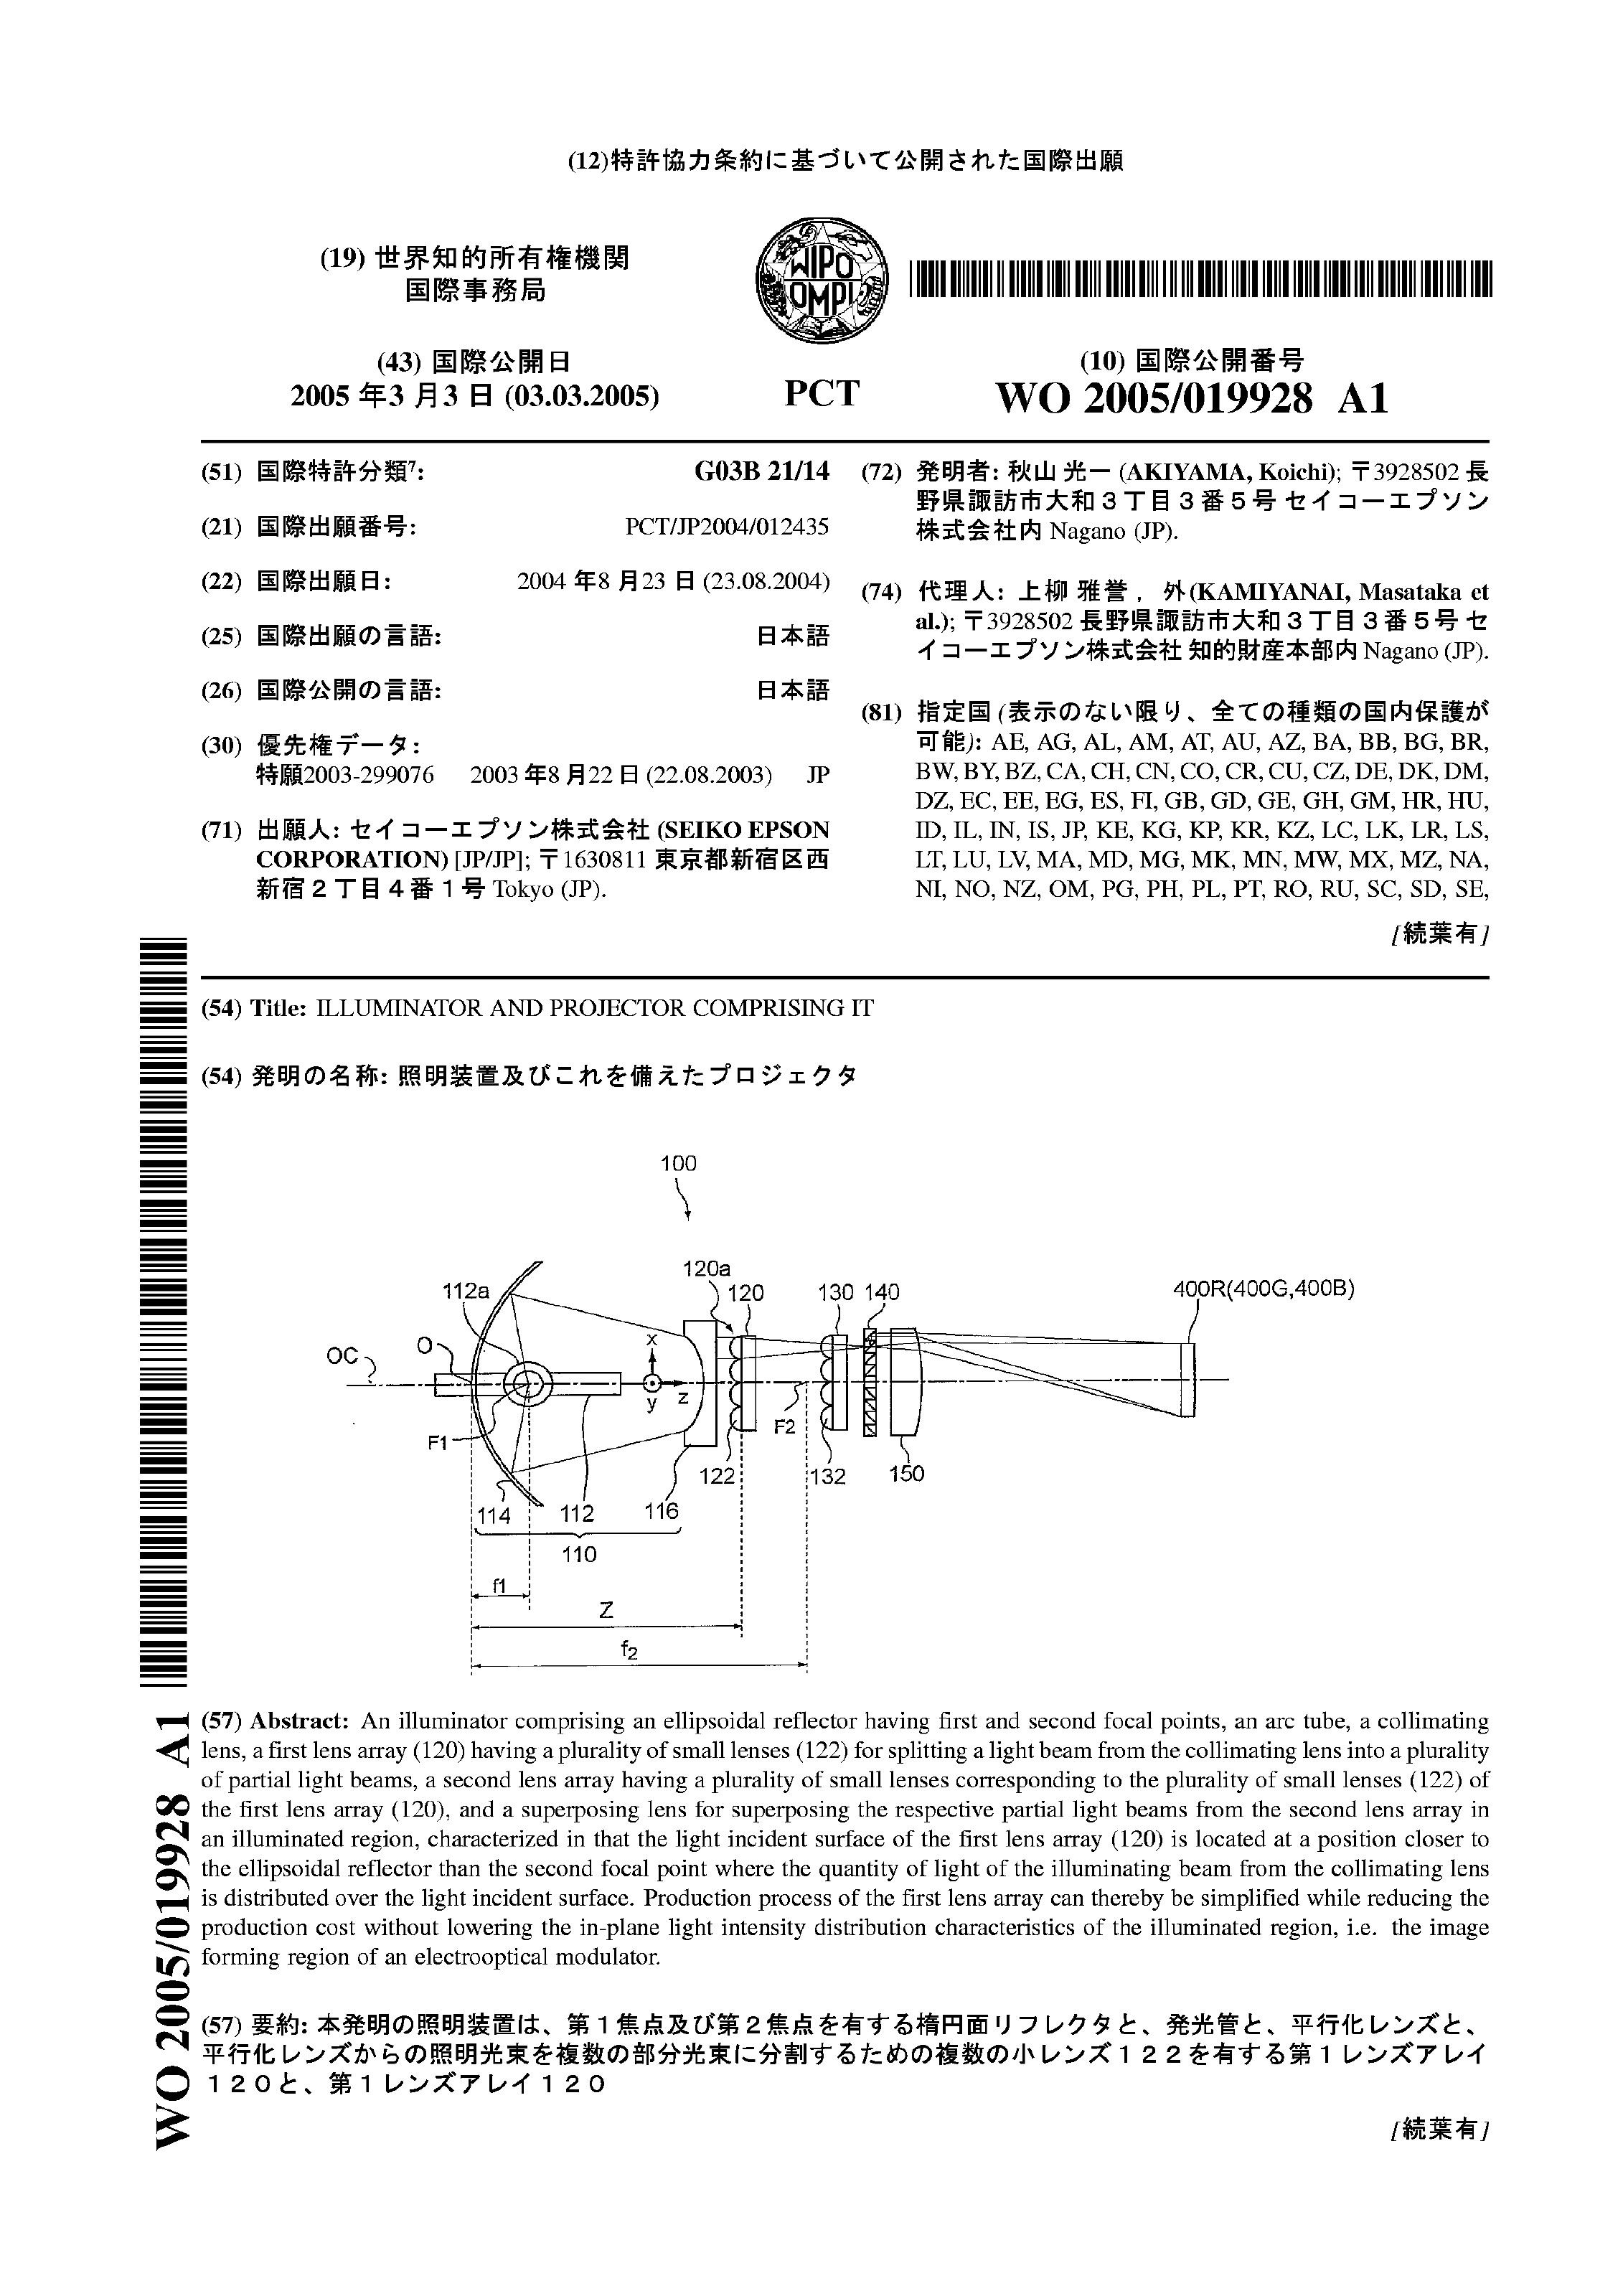 (12)特許協力条約に基づいて公開された国際出願
(19) 世界知的所有権機関
国際事務局
WIPO
OMPI
(43) 国際公開日
2005 年3 月3 日 (03.03.2005)
PCT
(10) 国際公開番号
WO 2005/019928 A1
(51) 国際特許分類7: G03B 21/14
(21) 国際出願番号: PCT/JP2004/012435
(22) 国際出願日: 2004 年8 月23 日 (23.08.2004)
(25) 国際出願の言語: 日本語
(26) 国際公開の言語: 日本語
(30) 優先権データ:
特願2003-299076 2003 年8 月22 日 (22.08.2003) JP
(71) 出願人: セイコーエプソン株式会社 (SEIKO EPSON
CORPORATION) [JP/JP]; 〒1630811 東京都新宿区西
新宿２丁目４番１号 Tokyo (JP).
(72) 発明者: 秋山 光一 (AKIYAMA, Koichi); 〒3928502 長
野県諏訪市大和３丁目３番５号 セイコーエプソン
株式会社内 Nagano (JP).
(74) 代理人: 上柳 雅誉 , 外(KAMIYANAI, Masataka et
al.); 〒3928502 長野県諏訪市大和３丁目３番５号 セ
イコーエプソン株式会社 知的財産本部内 Nagano (JP).
(81) 指定国 (表示のない限り、全ての種類の国内保護が
可能): AE, AG, AL, AM, AT, AU, AZ, BA, BB, BG, BR,
BW, BY, BZ, CA, CH, CN, CO, CR, CU, CZ, DE, DK, DM,
DZ, EC, EE, EG, ES, FI, GB, GD, GE, GH, GM, HR, HU,
ID, IL, IN, IS, JP, KE, KG, KP, KR, KZ, LC, LK, LR, LS,
LT, LU, LV, MA, MD, MG, MK, MN, MW, MX, MZ, NA,
NI, NO, NZ, OM, PG, PH, PL, PT, RO, RU, SC, SD, SE,
[続葉有]
(54) Title: ILLUMINATOR AND PROJECTOR COMPRISING IT
(54) 発明の名称: 照明装置及びこれを備えたプロジェクタ
100
120a
112a
120
130 140
400R(400G,400B)
OC
O
x
y
z
F1
F2
122
132
150
114
112
116
110
f1
Z
f2
(57) Abstract: An illuminator comprising an ellipsoidal reflector having first and second focal points, an arc tube, a collimating
lens, a first lens array (120) having a plurality of small lenses (122) for splitting a light beam from the collimating lens into a plurality
of partial light beams, a second lens array having a plurality of small lenses corresponding to the plurality of small lenses (122) of
the first lens array (120), and a superposing lens for superposing the respective partial light beams from the second lens array in
an illuminated region, characterized in that the light incident surface of the first lens array (120) is located at a position closer to
the ellipsoidal reflector than the second focal point where the quantity of light of the illuminating beam from the collimating lens
is distributed over the light incident surface. Production process of the first lens array can thereby be simplified while reducing the
production cost without lowering the in-plane light intensity distribution characteristics of the illuminated region, i.e. the image
forming region of an electrooptical modulator.
(57) 要約: 本発明の照明装置は、第１焦点及び第２焦点を有する楕円面リフレクタと、発光管と、平行化レンズと、
平行化レンズからの照明光束を複数の部分光束に分割するための複数の小レンズ１２２を有する第１レンズアレイ
１２０と、第１レンズアレイ１２０
[続葉有]
WO 2005/019928 A1